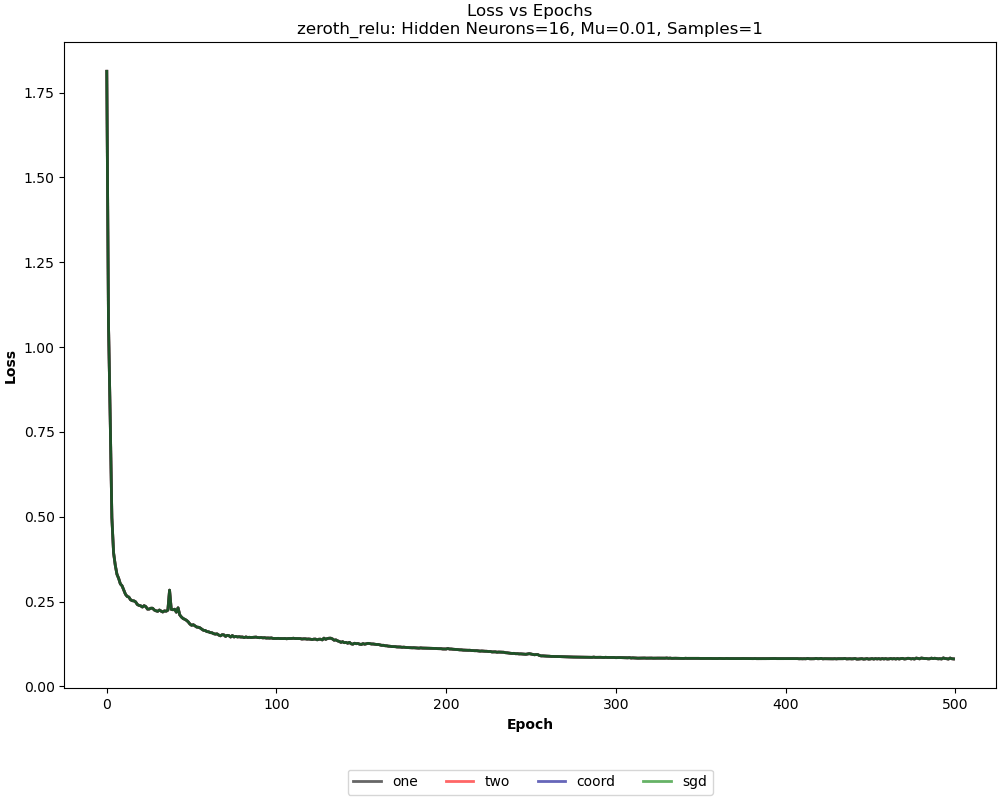 Loss vs Epochs
zeroth_relu: Hidden Neurons=16, Mu=0.01, Samples=1
1.75
1.50
1.25
1.00
0.75
0.50
0.25
0.00
Loss
0 100 200 300 400 500
Epoch
one two coord sgd